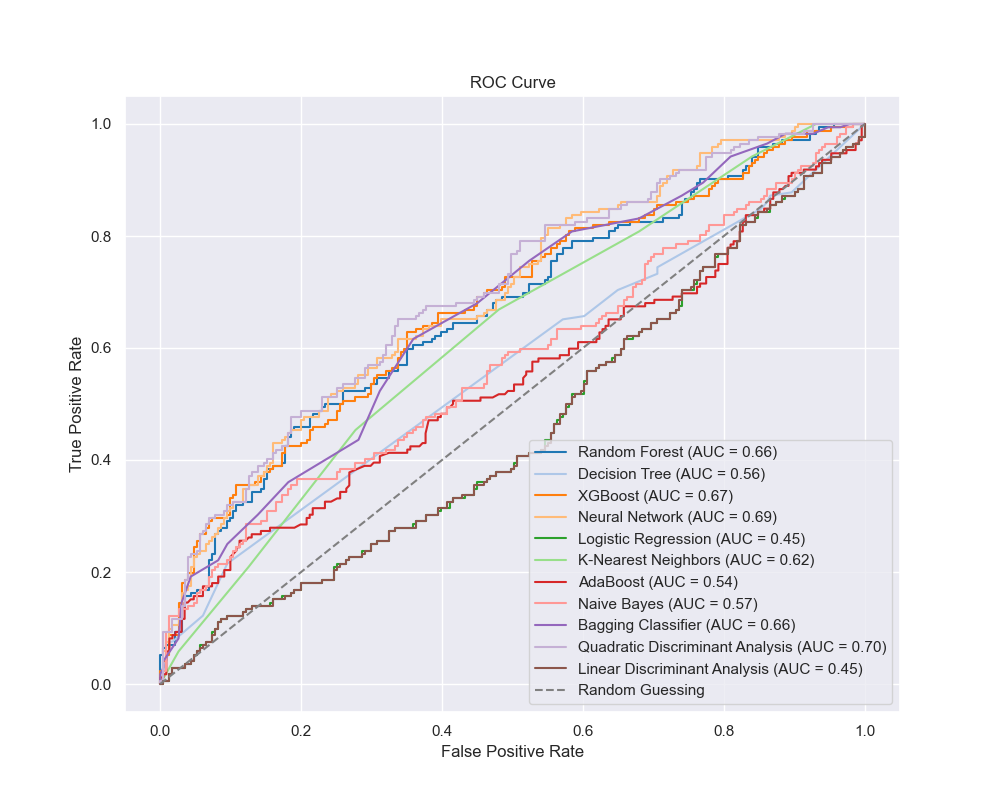 ROC Curve
1.0
0.8
0.6
0.4
0.2
0.0
True Positive Rate
Random Forest (AUC = 0.66)
Decision Tree (AUC = 0.56)
XGBoost (AUC = 0.67)
Neural Network (AUC = 0.69)
Logistic Regression (AUC = 0.45)
K-Nearest Neighbors (AUC = 0.62)
AdaBoost (AUC = 0.54)
Naive Bayes (AUC = 0.57)
Bagging Classifier (AUC = 0.66)
Quadratic Discriminant Analysis (AUC = 0.70)
Linear Discriminant Analysis (AUC = 0.45)
Random Guessing
0.0 0.2 0.4 0.6 0.8 1.0
False Positive Rate